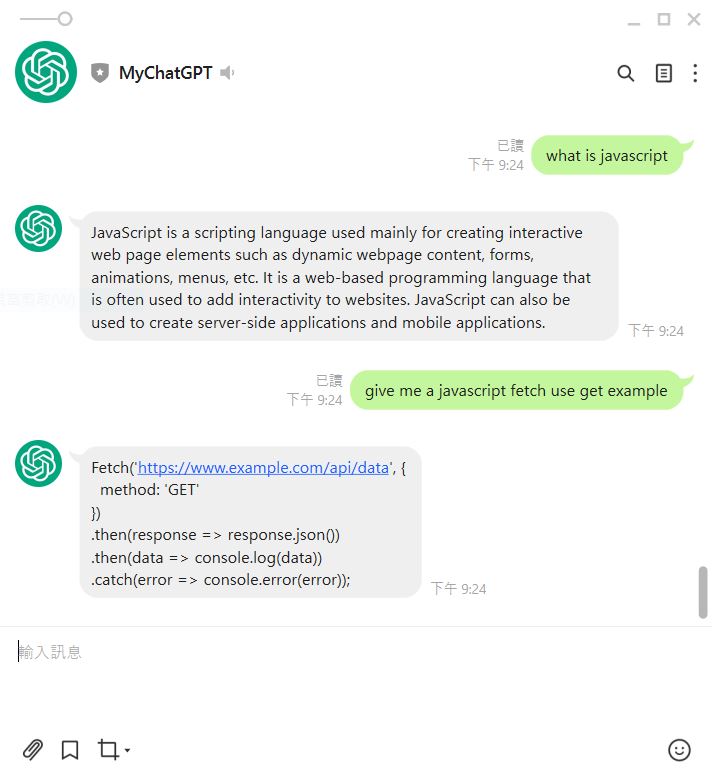 MyChatGPT
已讀
下午 9:24
what is javascript
JavaScript is a scripting language used mainly for creating interactive
web page elements such as dynamic webpage content, forms,
animations, menus, etc. It is a web-based programming language that
is often used to add interactivity to websites. JavaScript can also be
used to create server-side applications and mobile applications.
下午 9:24
已讀
下午 9:24
give me a javascript fetch use get example
Fetch('https://www.example.com/api/data', {
  method: 'GET'
})
.then(response => response.json())
.then(data => console.log(data))
.catch(error => console.error(error));
下午 9:24
輸入訊息